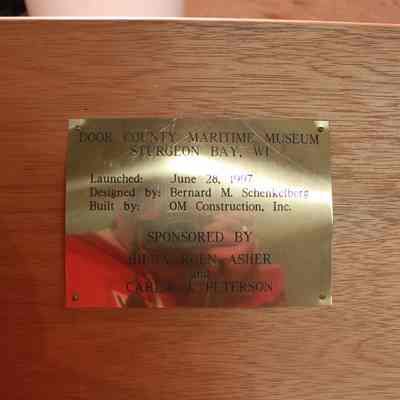 DOOR COUNTY MARITIME MUSEUM
STURGEON BAY, WI
Launched: June 28, 1997
Designed by: Bernard M. Schenkelberg
Built by: OM Construction, Inc.
SPONSORED BY
ASHER
and
PETERSON